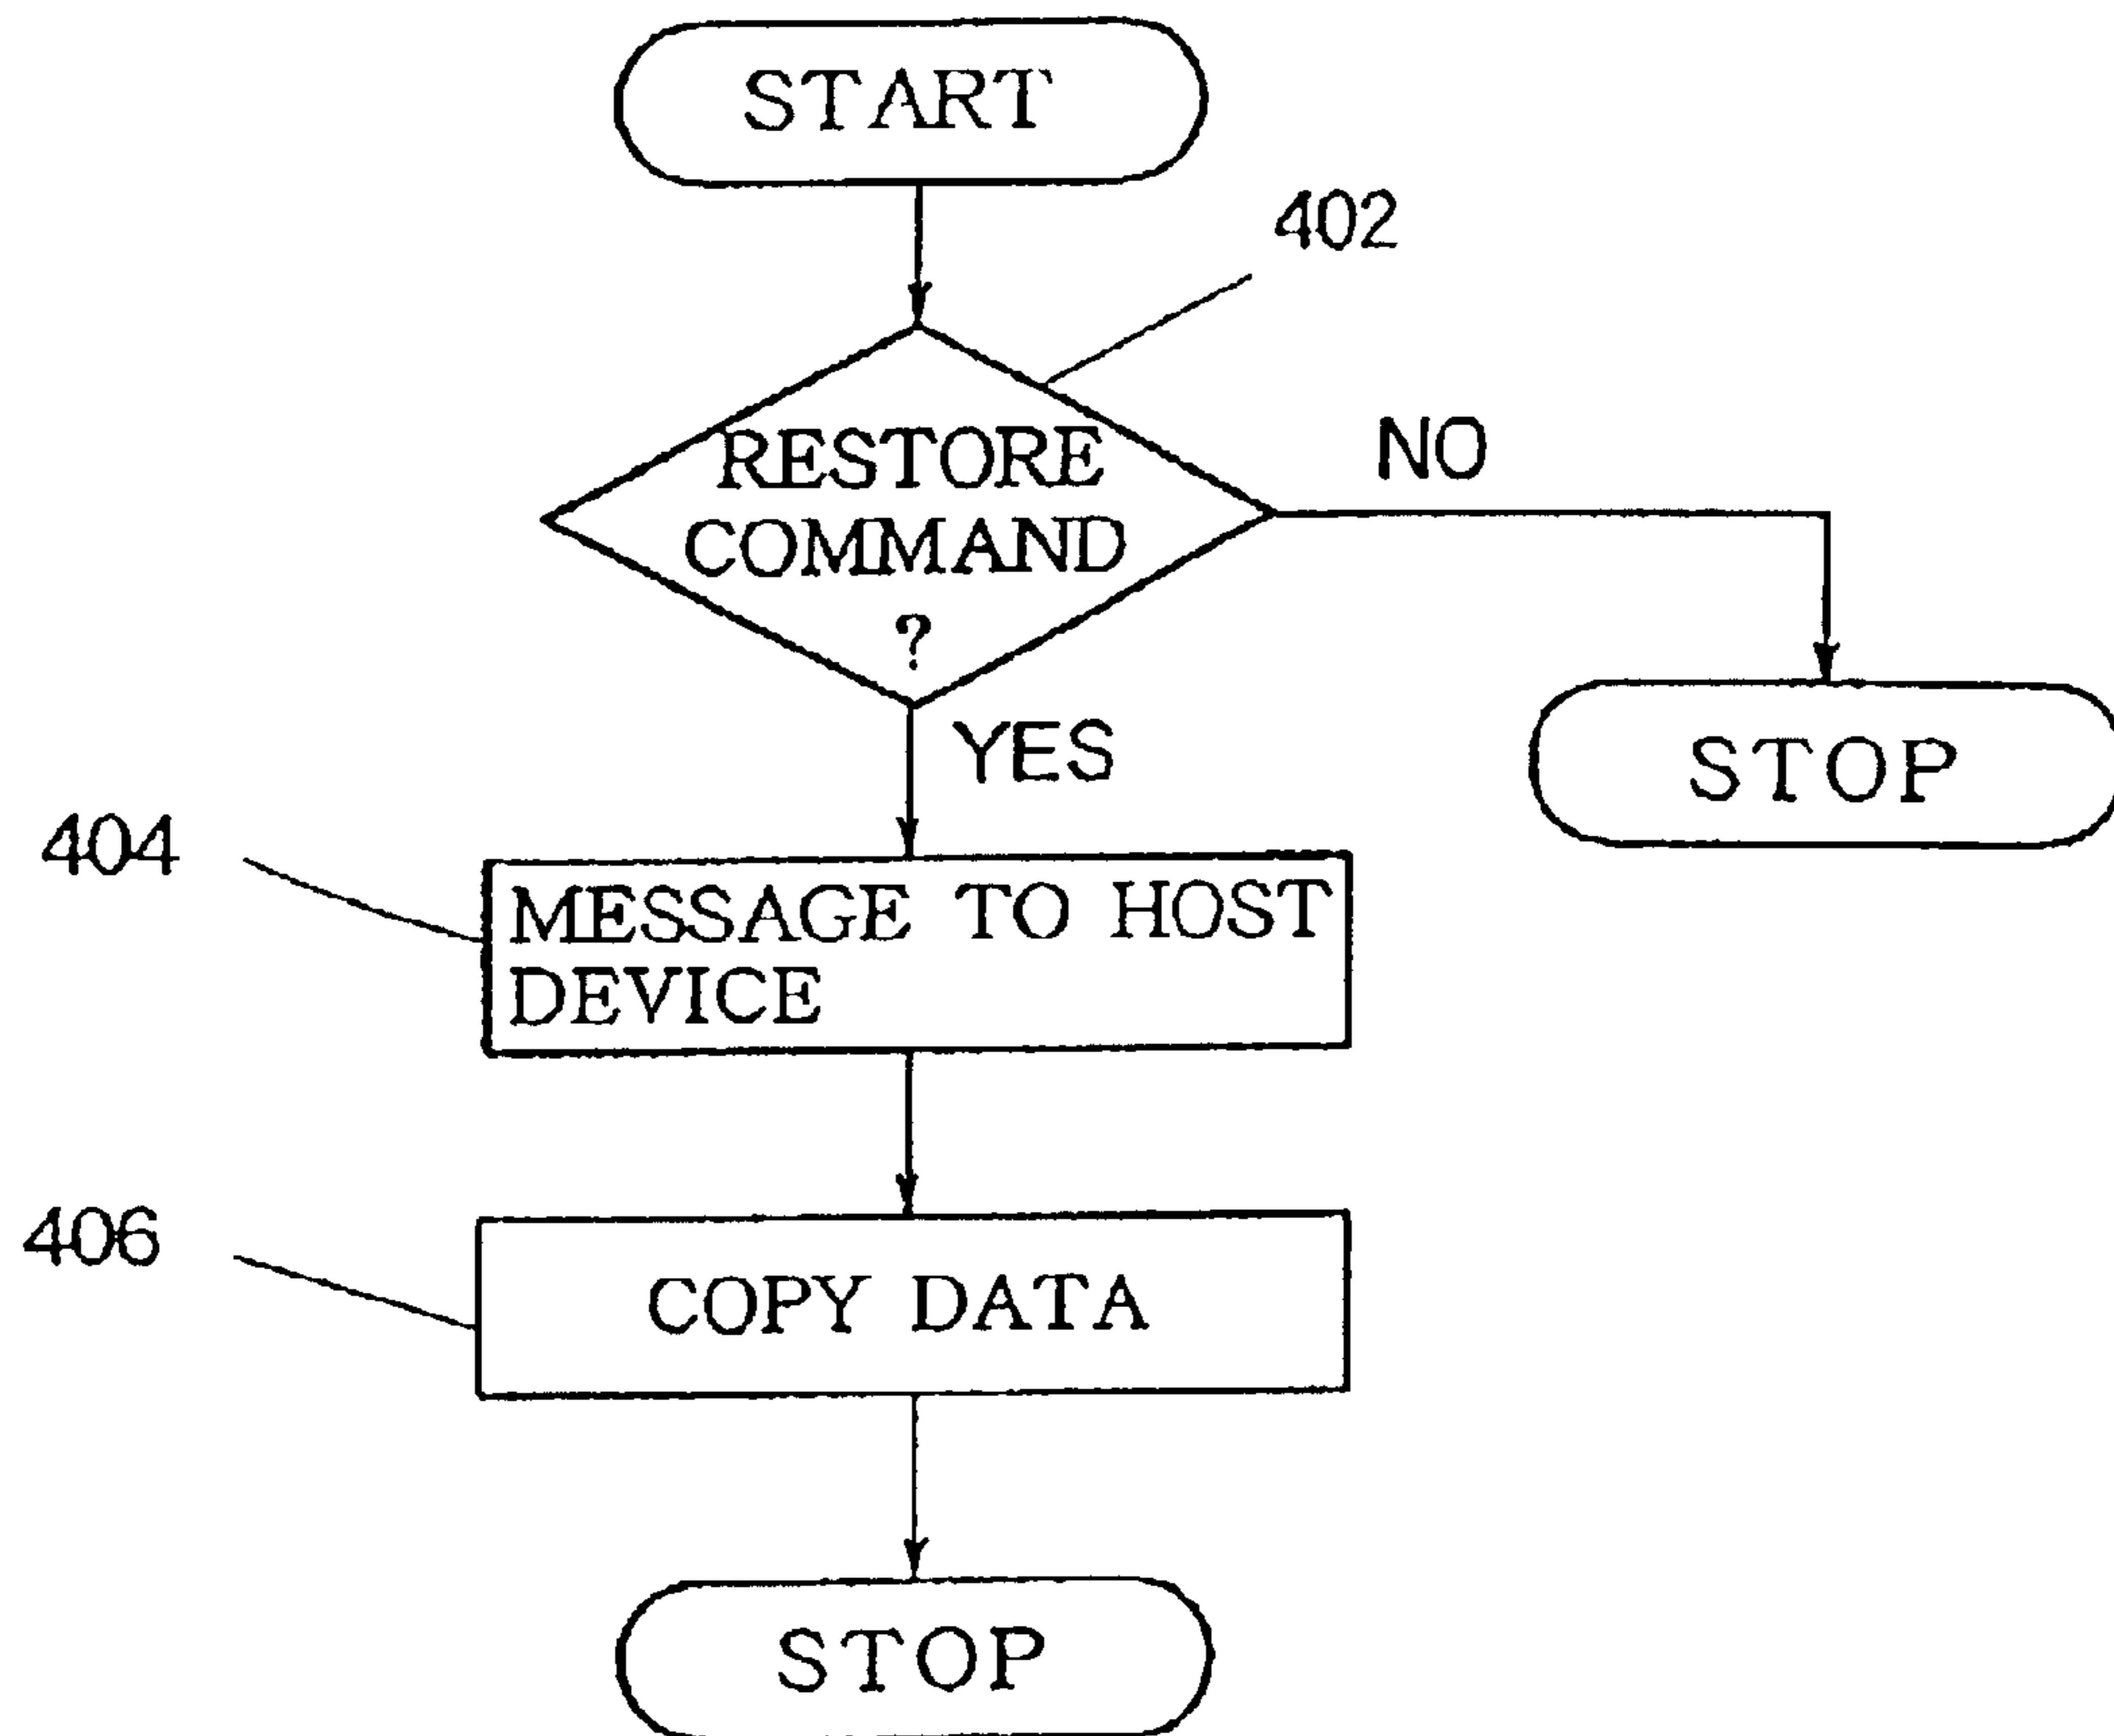 START
402
RESTORE
COMMAND
?
NO
YES
STOP
404
MESSAGE TO HOST
DEVICE
406
COPY DATA
STOP